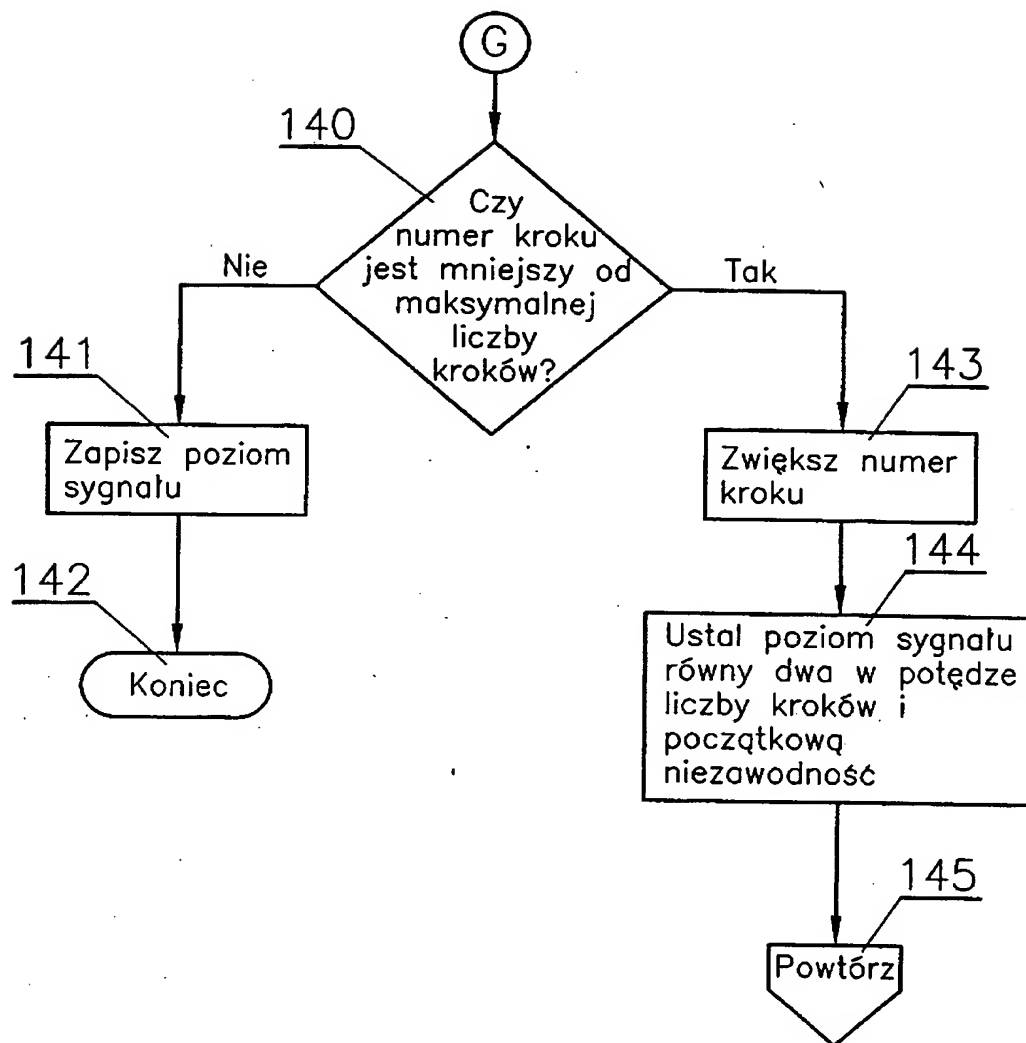 G
140
Czy
numer kroku
jest mniejszy od
maksymalnej
liczby
kroków?
Nie
Tak
141
Zapisz poziom
sygnału
143
Zwiększ numer
kroku
142
Koniec
144
Ustal poziom sygnału
równy dwa w potędze
liczby kroków i
początkową
niezawodność
145
Powtórz